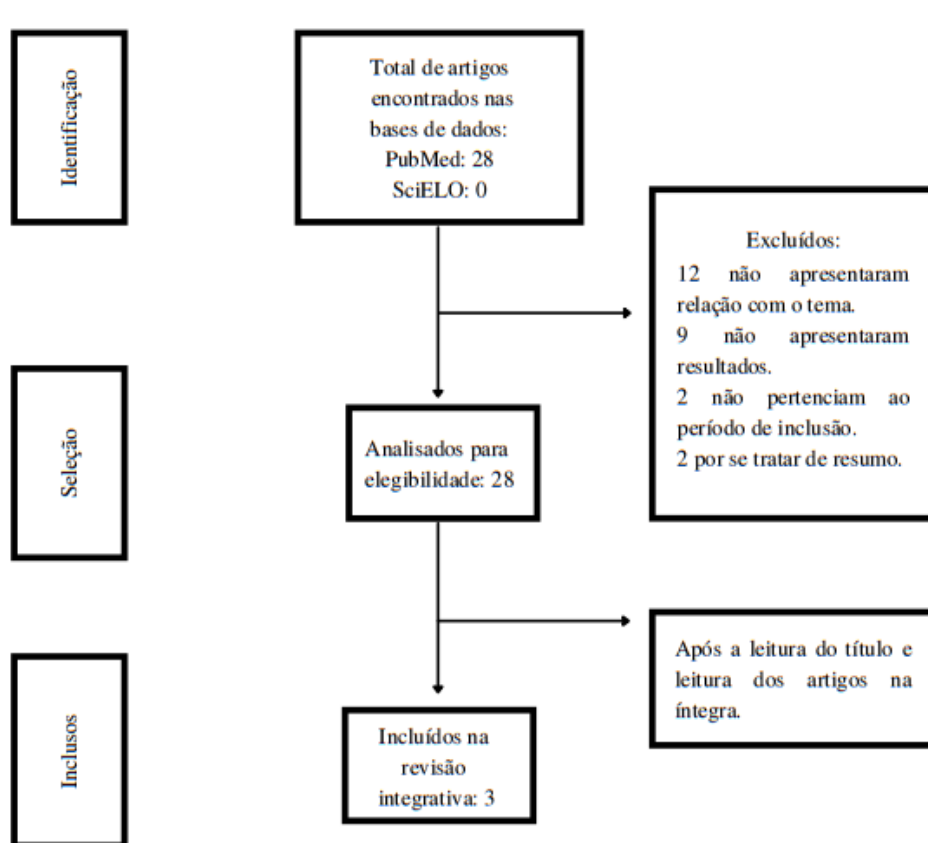 Identificação
Total de artigos
encontrados nas
bases de dados:
PubMed: 28
SciELO: 0
Excluídos:
12 não apresentaram
relação com o tema.
9 não apresentaram
resultados.
2 não pertenciam ao
período de inclusão.
2 por se tratar de resumo.
Seleção
Analisados para
elegibilidade: 28
Após a leitura do título e
leitura dos artigos na
íntegra.
Inclusos
Incluídos na
revisão
integrativa: 3